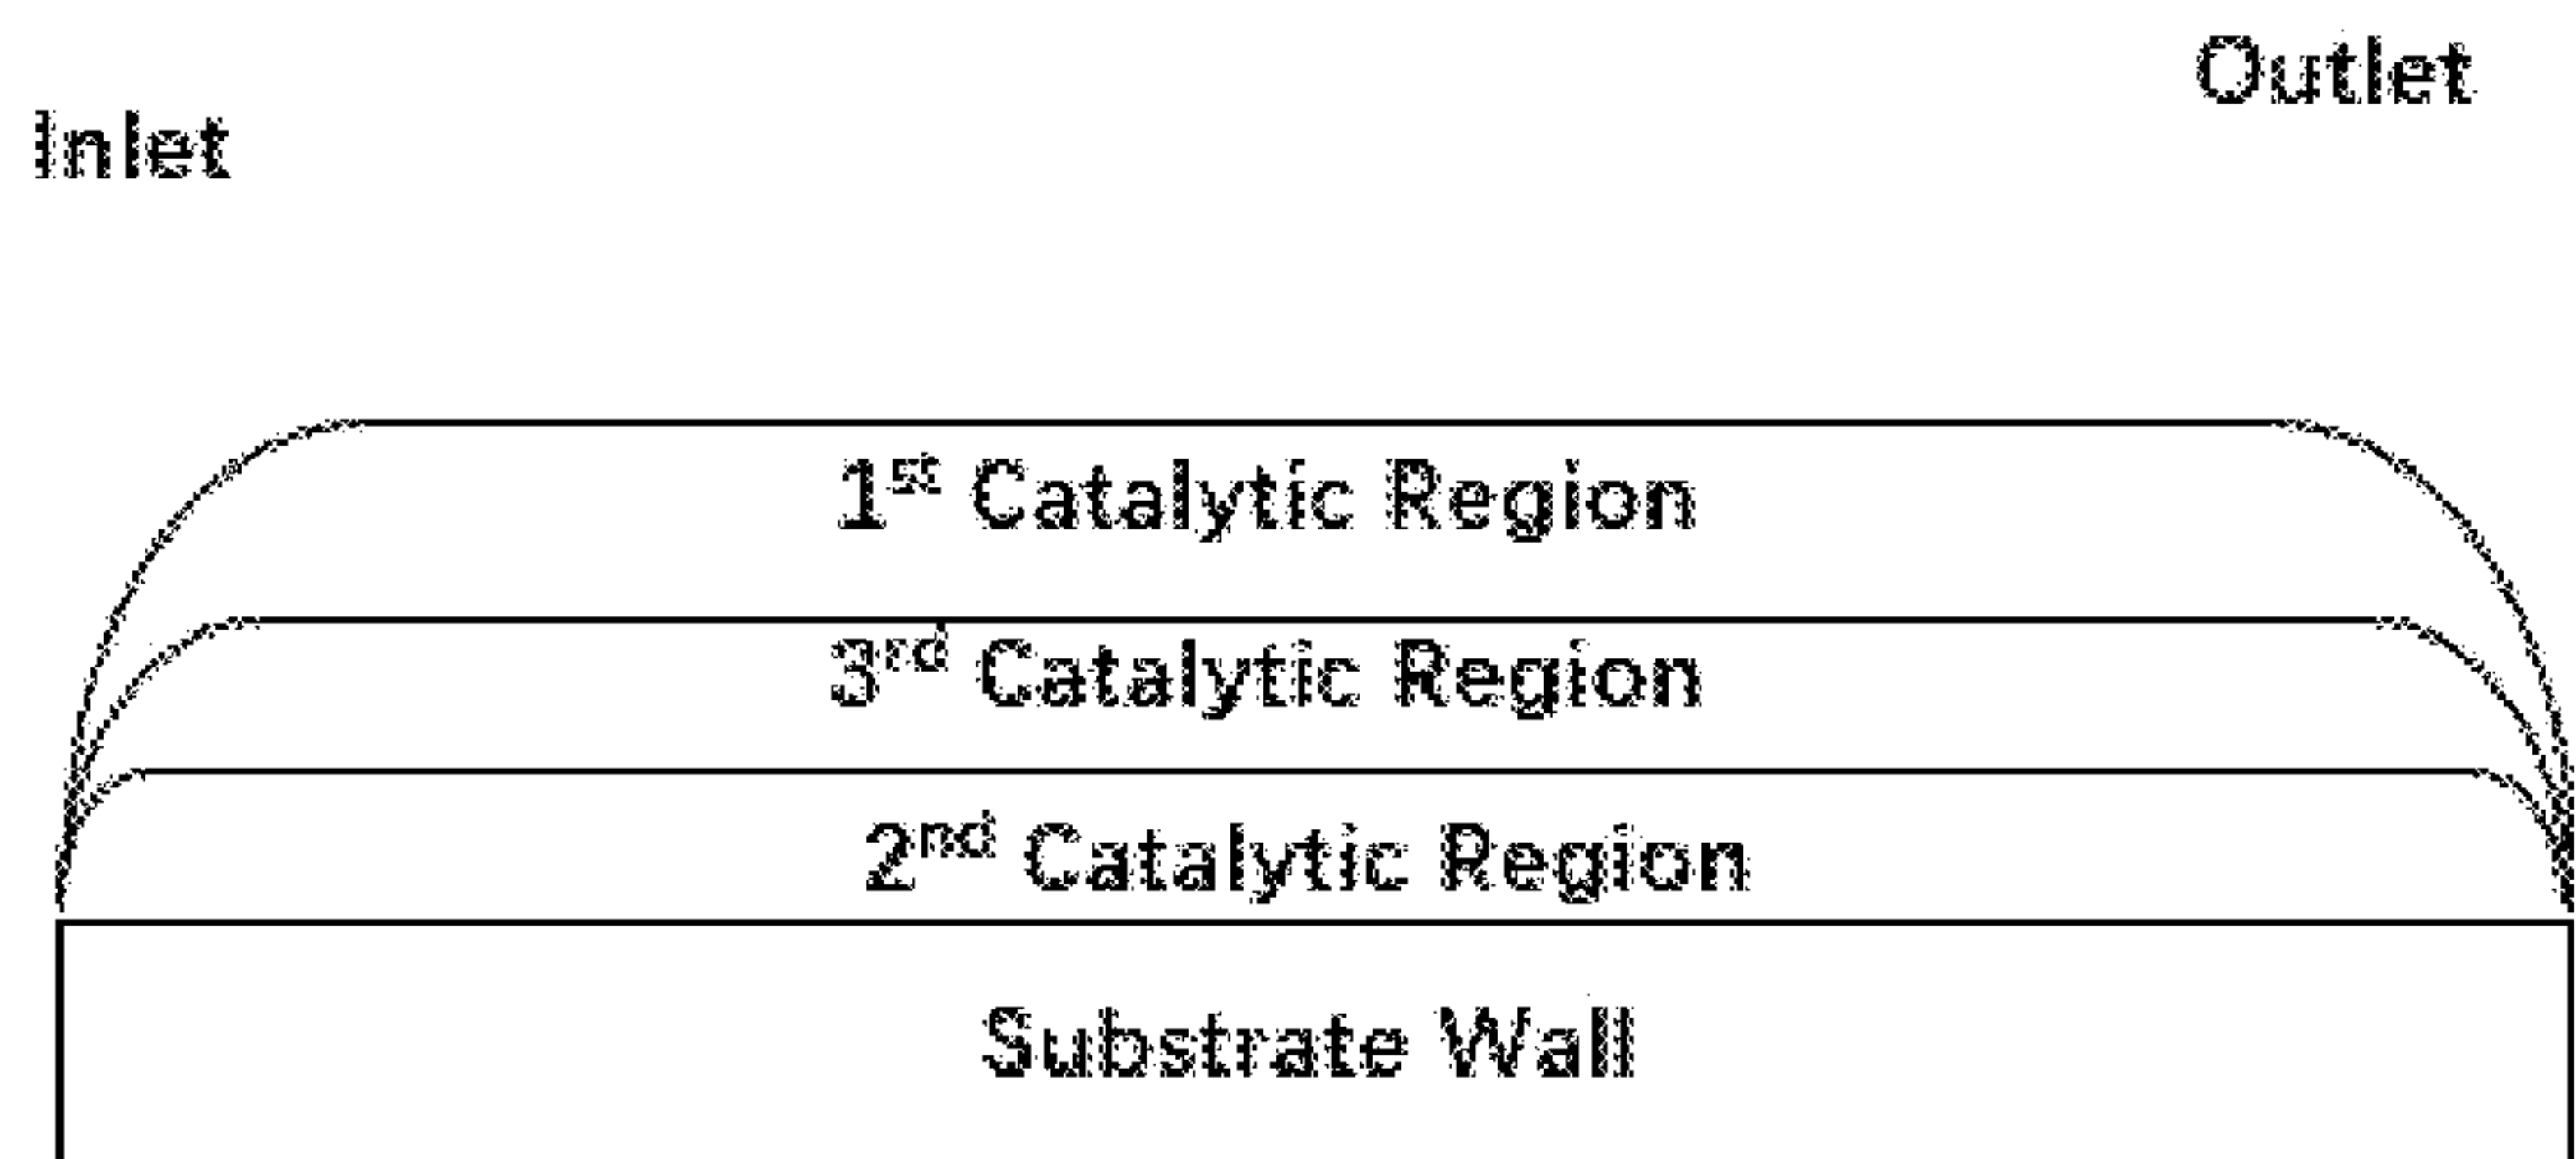 Outlet
Inlet
1st Catalytic Region
3rd Catalytic Region
2nd Catalytic Region
Substrate Wall